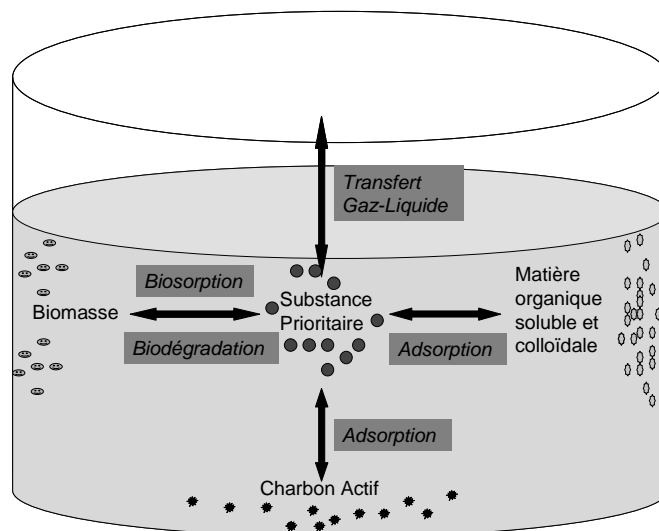 Transfert
Gaz-Liquide
Biosorption
Biomasse
Biodégradation
Substance
Prioritaire
Matière
organique
soluble et
colloïdale
Adsorption
Adsorption
Charbon Actif